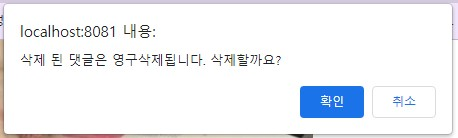 localhost:8081 내용:
삭제 된 댓글은 영구삭제됩니다. 삭제할까요?
확인
취소